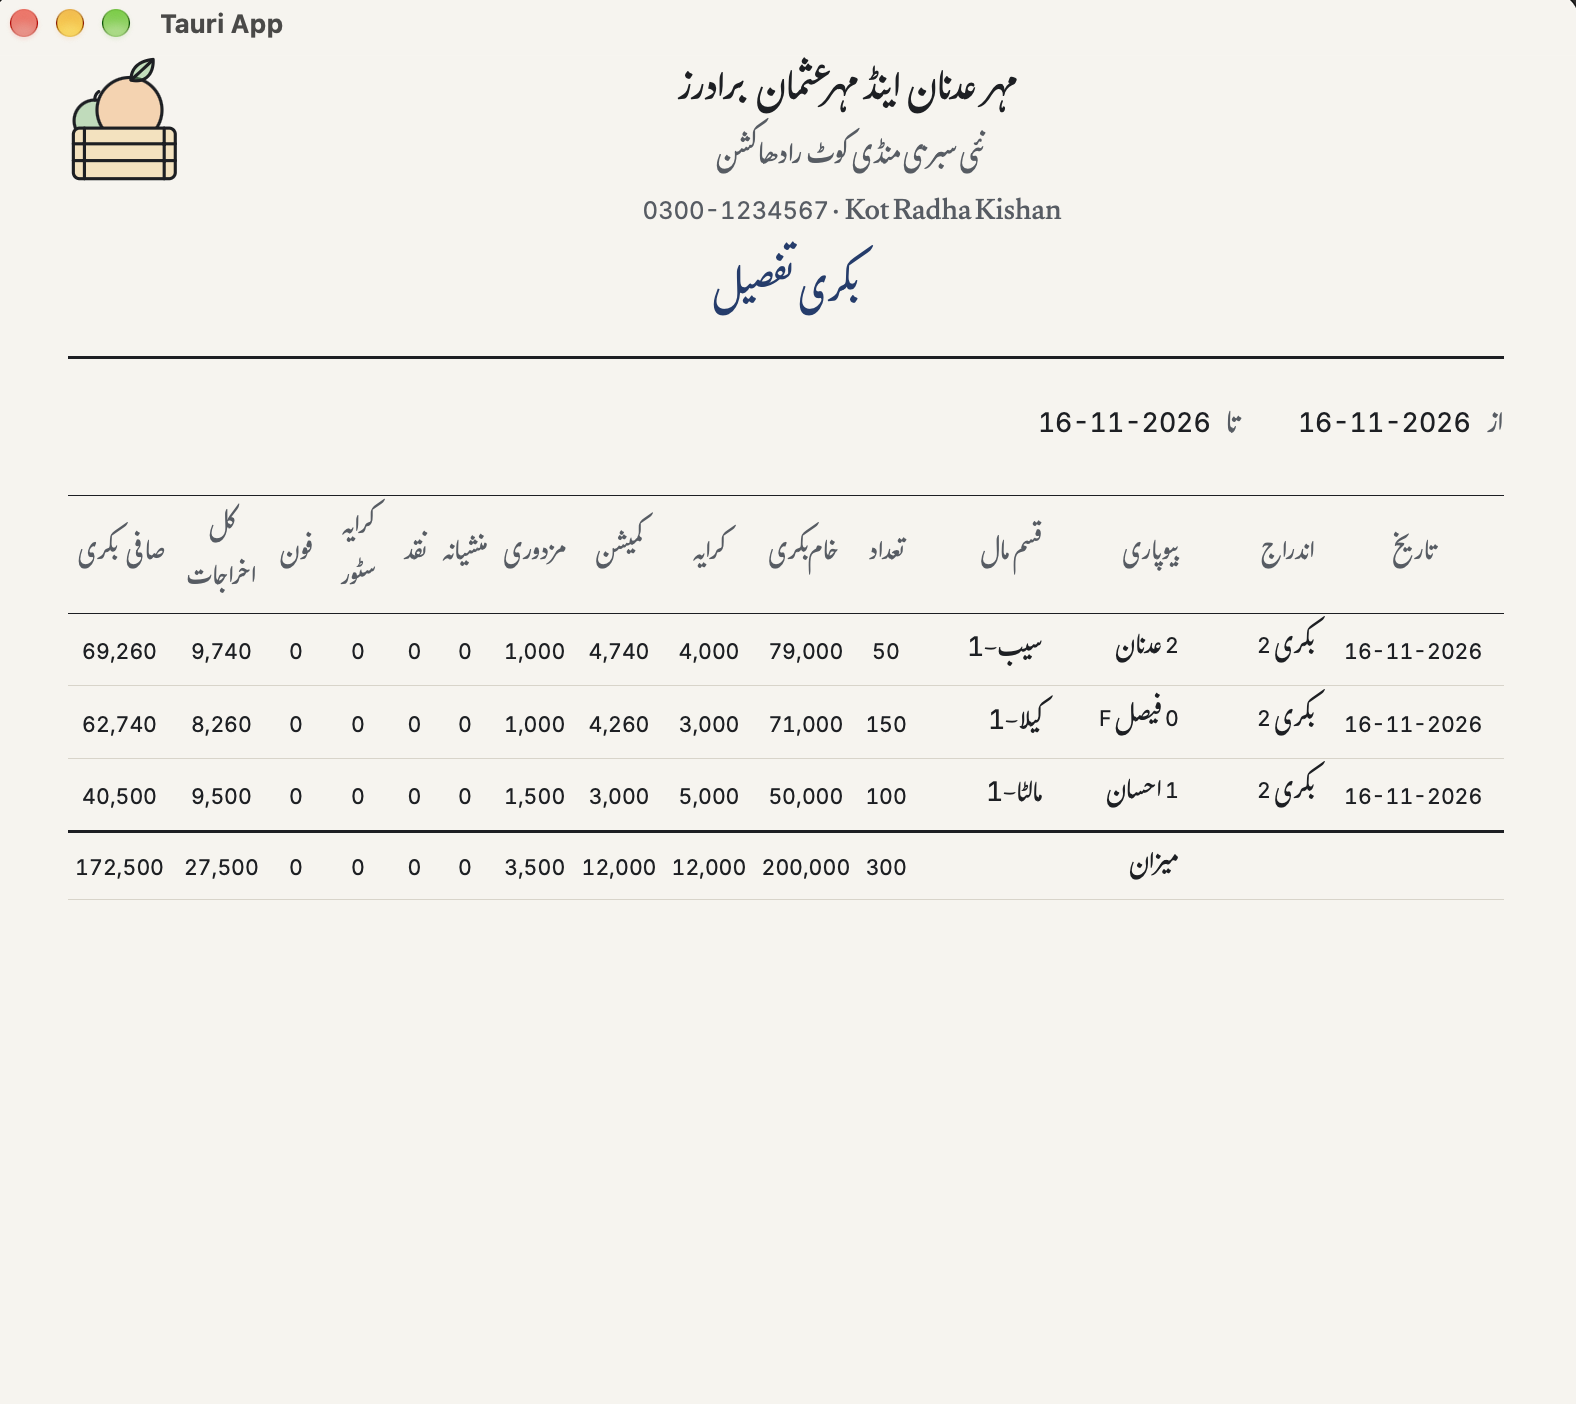 Tauri App
مہر عدنان اینڈ مہرعثمان برادرز
نئی سبری منڈی کوٹ رادھاکشن
0300-1234567 · Kot Radha Kishan
بکری تفصیل
از 16-11-2026 تا 16-11-2026
تاریخ اندراج بیوپاری قسم مال تعداد خام بکری کرایہ کمیشن مزدوری منشیانہ نقد کرایہ سٹور فون کل اخراجات صافی بکری
16-11-2026 بکری 2 2 عدنان سیب-1 50 79,000 4,000 4,740 1,000 0 0 0 0 9,740 69,260
16-11-2026 بکری 2 0 فیصل F کیلا-1 150 71,000 3,000 4,260 1,000 0 0 0 0 8,260 62,740
16-11-2026 بکری 2 1 احسان مالٹا-1 100 50,000 5,000 3,000 1,500 0 0 0 0 9,500 40,500
میزان 300 200,000 12,000 12,000 3,500 0 0 0 0 27,500 172,500